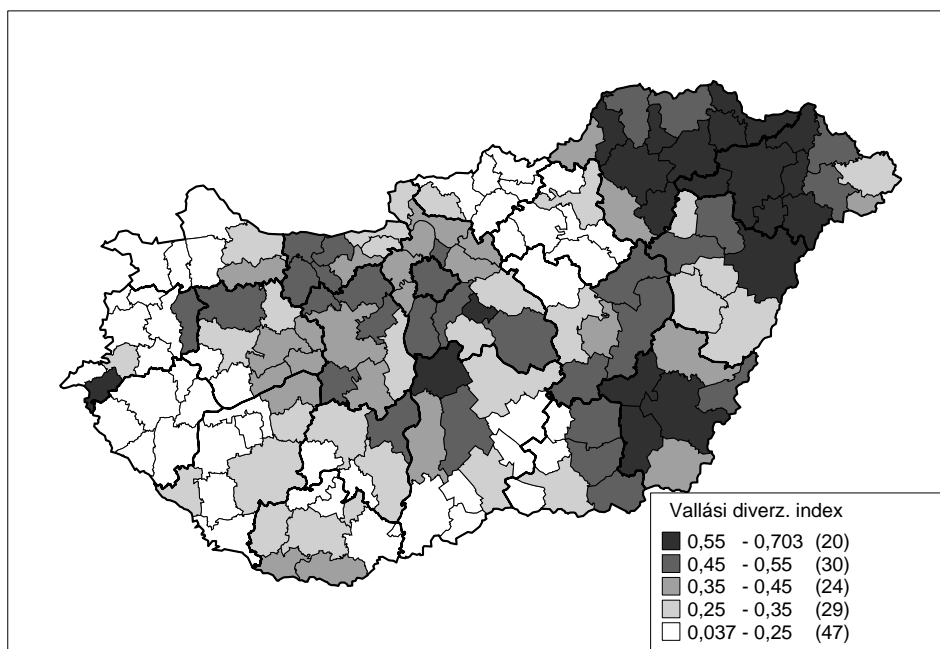 Vallási diverz. index
0,55 - 0,703 (20)
0,45 - 0,55 (30)
0,35 - 0,45 (24)
0,25 - 0,35 (29)
0,037 - 0,25 (47)